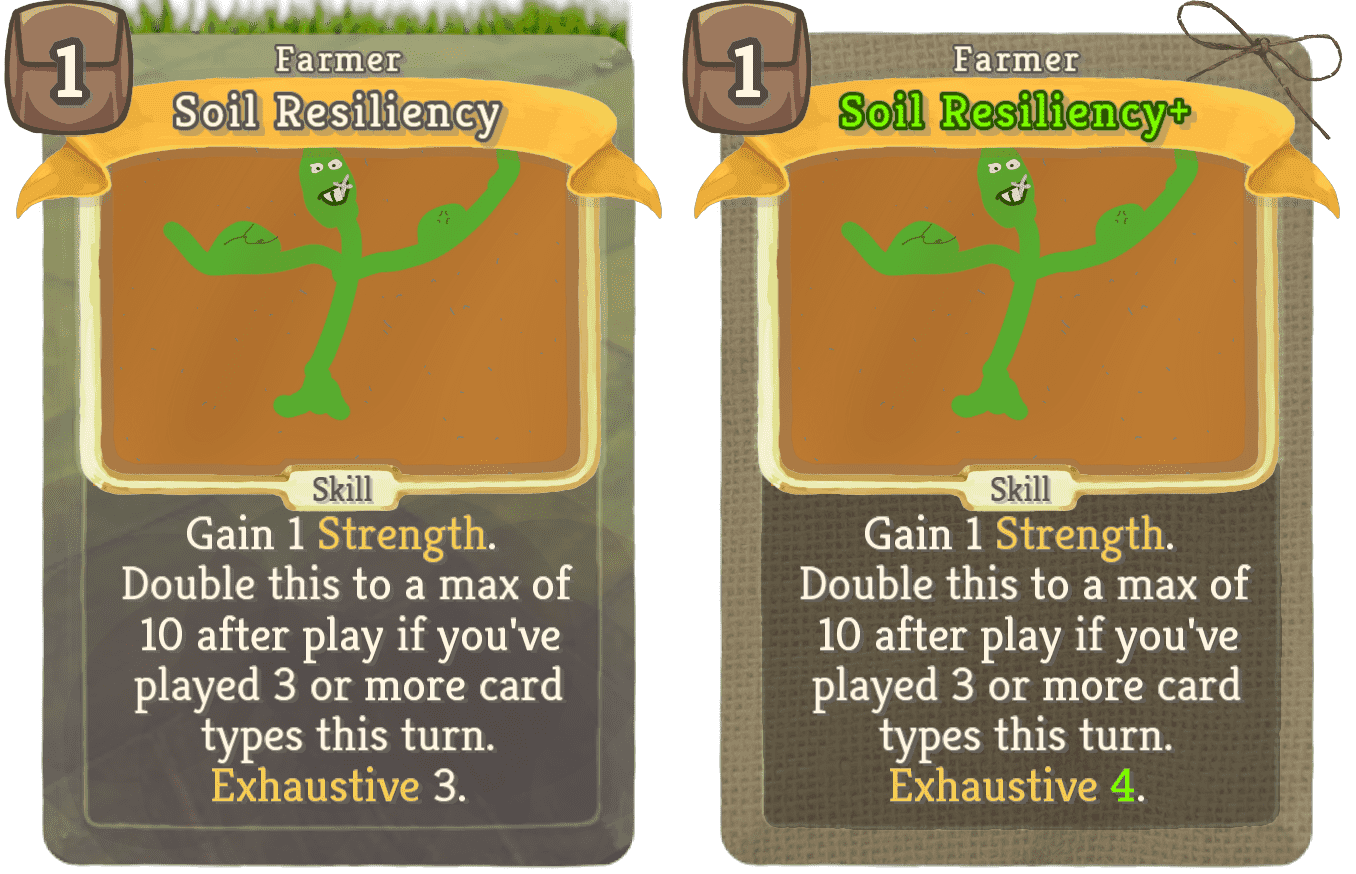 1
Farmer
Soil Resiliency
Skill
Gain 1 Strength.
Double this to a max of
10 after play if you've
played 3 or more card
types this turn.
Exhaustive 3.
1
Farmer
Soil Resiliency+
Skill
Gain 1 Strength.
Double this to a max of
10 after play if you've
played 3 or more card
types this turn.
Exhaustive 4.